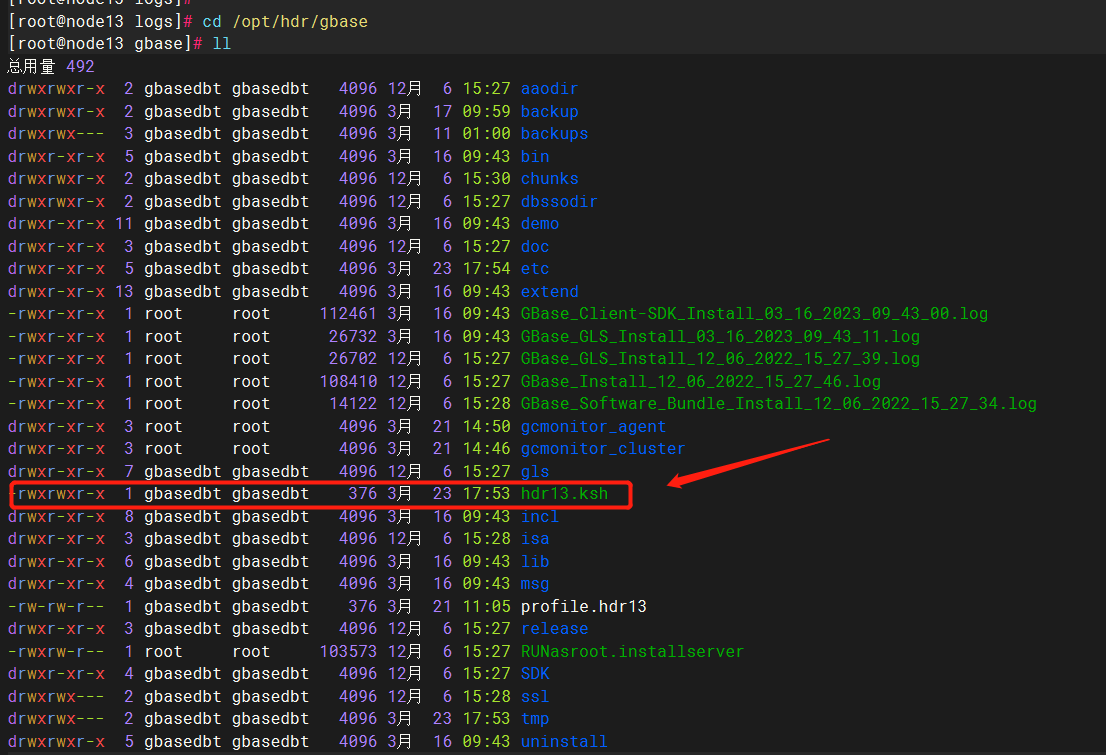 [root@node13 logs]#
[root@node13 logs]# cd /opt/hdr/gbase
[root@node13 gbase]# ll
总用量 492
drwxrwxr-x  2 gbasedbt gbasedbt   4096 12月  6 15:27 aaodir
drwxrwxr-x  2 gbasedbt gbasedbt   4096 3月  17 09:59 backup
drwxrwx---  3 gbasedbt gbasedbt   4096 3月  11 01:00 backups
drwxr-xr-x  5 gbasedbt gbasedbt   4096 3月  16 09:43 bin
drwxrwxr-x  2 gbasedbt gbasedbt   4096 12月  6 15:30 chunks
drwxrwxr-x  2 gbasedbt gbasedbt   4096 12月  6 15:27 dbssodir
drwxr-xr-x 11 gbasedbt gbasedbt   4096 3月  16 09:43 demo
drwxr-xr-x  3 gbasedbt gbasedbt   4096 12月  6 15:27 doc
drwxr-xr-x  5 gbasedbt gbasedbt   4096 3月  23 17:54 etc
drwxr-xr-x 13 gbasedbt gbasedbt   4096 3月  16 09:43 extend
-rwxr-xr-x  1 root     root     112461 3月  16 09:43 GBase_Client-SDK_Install_03_16_2023_09_43_00.log
-rwxr-xr-x  1 root     root      26732 3月  16 09:43 GBase_GLS_Install_03_16_2023_09_43_11.log
-rwxr-xr-x  1 root     root      26702 12月  6 15:27 GBase_GLS_Install_12_06_2022_15_27_39.log
-rwxr-xr-x  1 root     root     108410 12月  6 15:27 GBase_Install_12_06_2022_15_27_46.log
-rwxr-xr-x  1 root     root      14122 12月  6 15:28 GBase_Software_Bundle_Install_12_06_2022_15_27_34.log
drwxr-xr-x  3 root     root       4096 3月  21 14:50 gcmonitor_agent
drwxr-xr-x  3 root     root       4096 3月  21 14:46 gcmonitor_cluster
drwxr-xr-x  7 gbasedbt gbasedbt   4096 12月  6 15:27 gls
-rwxrwxr-x  1 gbasedbt gbasedbt    376 3月  23 17:53 hdr13.ksh
drwxr-xr-x  8 gbasedbt gbasedbt   4096 3月  16 09:43 incl
drwxr-xr-x  3 gbasedbt gbasedbt   4096 12月  6 15:28 isa
drwxr-xr-x  6 gbasedbt gbasedbt   4096 3月  16 09:43 lib
drwxr-xr-x  4 gbasedbt gbasedbt   4096 3月  16 09:43 msg
-rw-rw-r--  1 gbasedbt gbasedbt    376 3月  21 11:05 profile.hdr13
drwxr-xr-x  3 gbasedbt gbasedbt   4096 12月  6 15:27 release
-rwxrw-r--  1 root     root     103573 12月  6 15:27 RUNasroot.installserver
drwxr-xr-x  4 gbasedbt gbasedbt   4096 12月  6 15:27 SDK
drwxrwx---  2 gbasedbt gbasedbt   4096 12月  6 15:28 ssl
drwxrwx---  2 gbasedbt gbasedbt   4096 3月  23 17:53 tmp
drwxrwxr-x  5 gbasedbt gbasedbt   4096 3月  16 09:43 uninstall